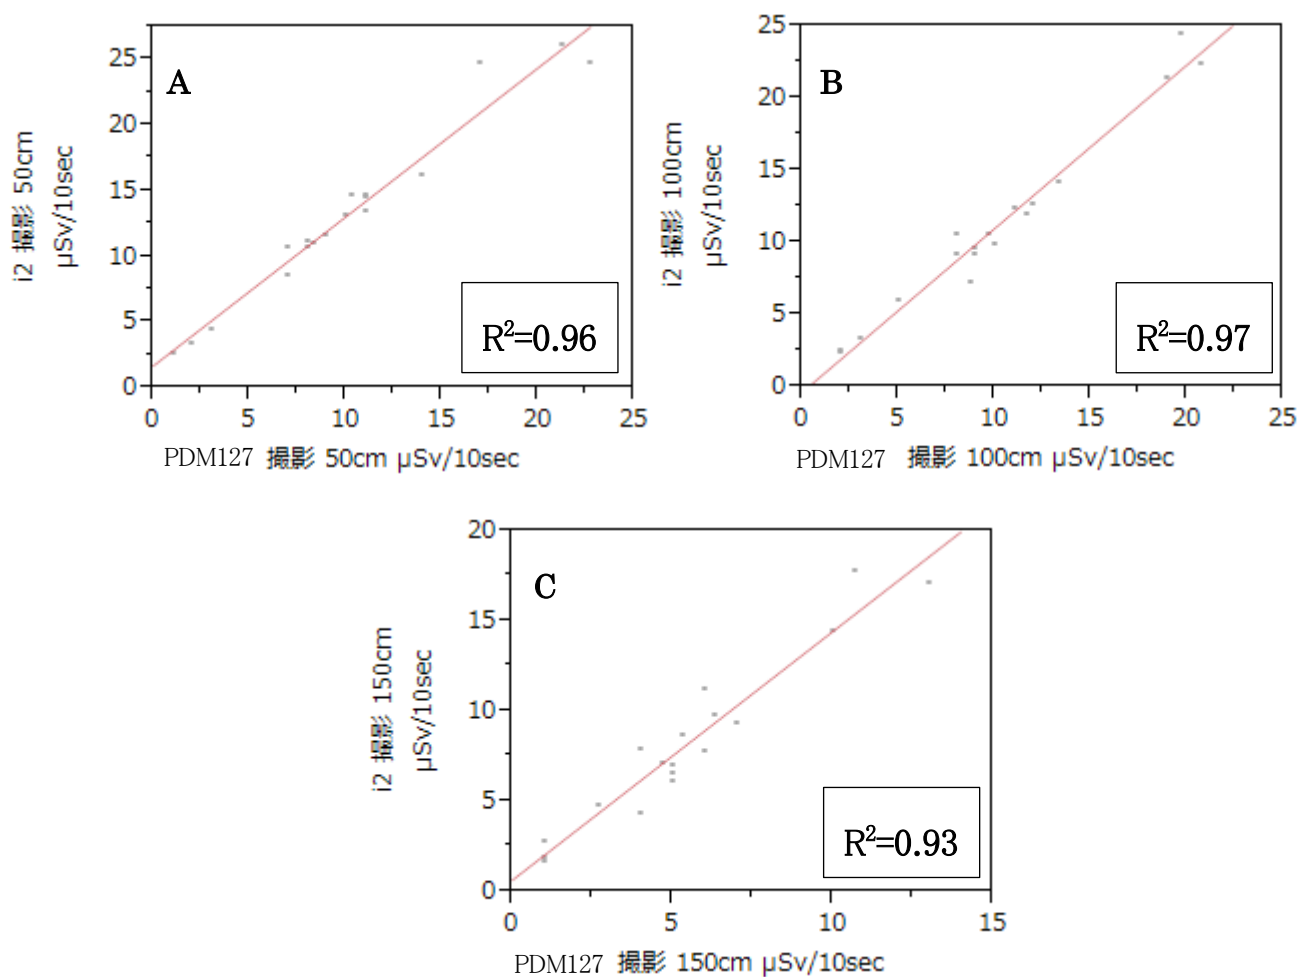 A
i2 撮影 50cm
µSv/10sec
25
20
15
10
5
0
R²=0.96
0 5 10 15 20 25
PDM127 撮影 50cm µSv/10sec
B
i2 撮影 100cm
µSv/10sec
25
20
15
10
5
0
R²=0.97
0 5 10 15 20 25
PDM127 撮影 100cm µSv/10sec
C
i2 撮影 150cm
µSv/10sec
20
15
10
5
0
R²=0.93
0 5 10 15
PDM127 撮影 150cm µSv/10sec